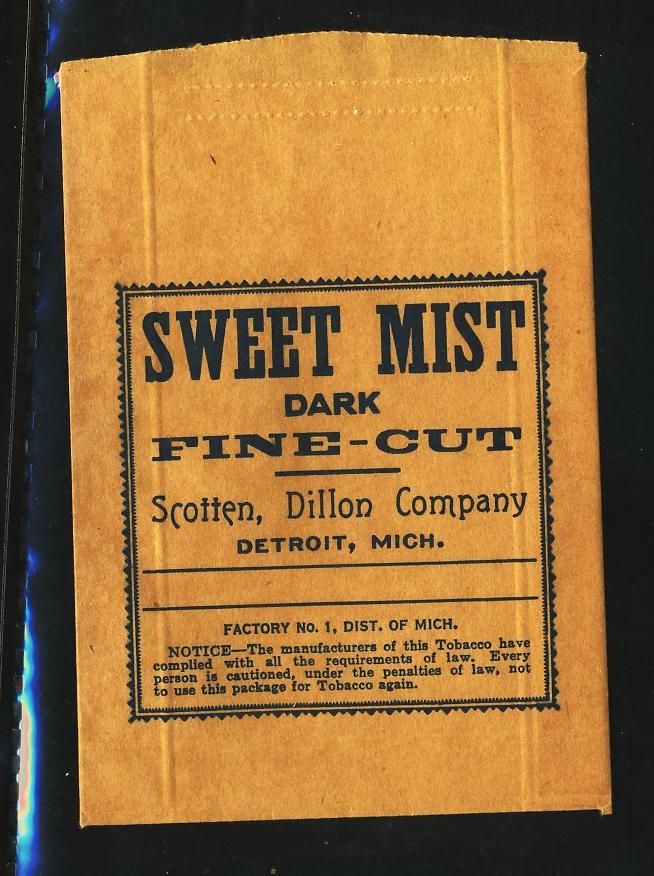 SWEET MIST
DARK
FINE-CUT
Scotten, Dillon Company
DETROIT, MICH.
FACTORY No. 1, DIST. OF MICH.
NOTICE—The manufacturers of this Tobacco have
complied with all the requirements of law. Every
person is cautioned, under the penalties of law, not
to use this package for Tobacco again.